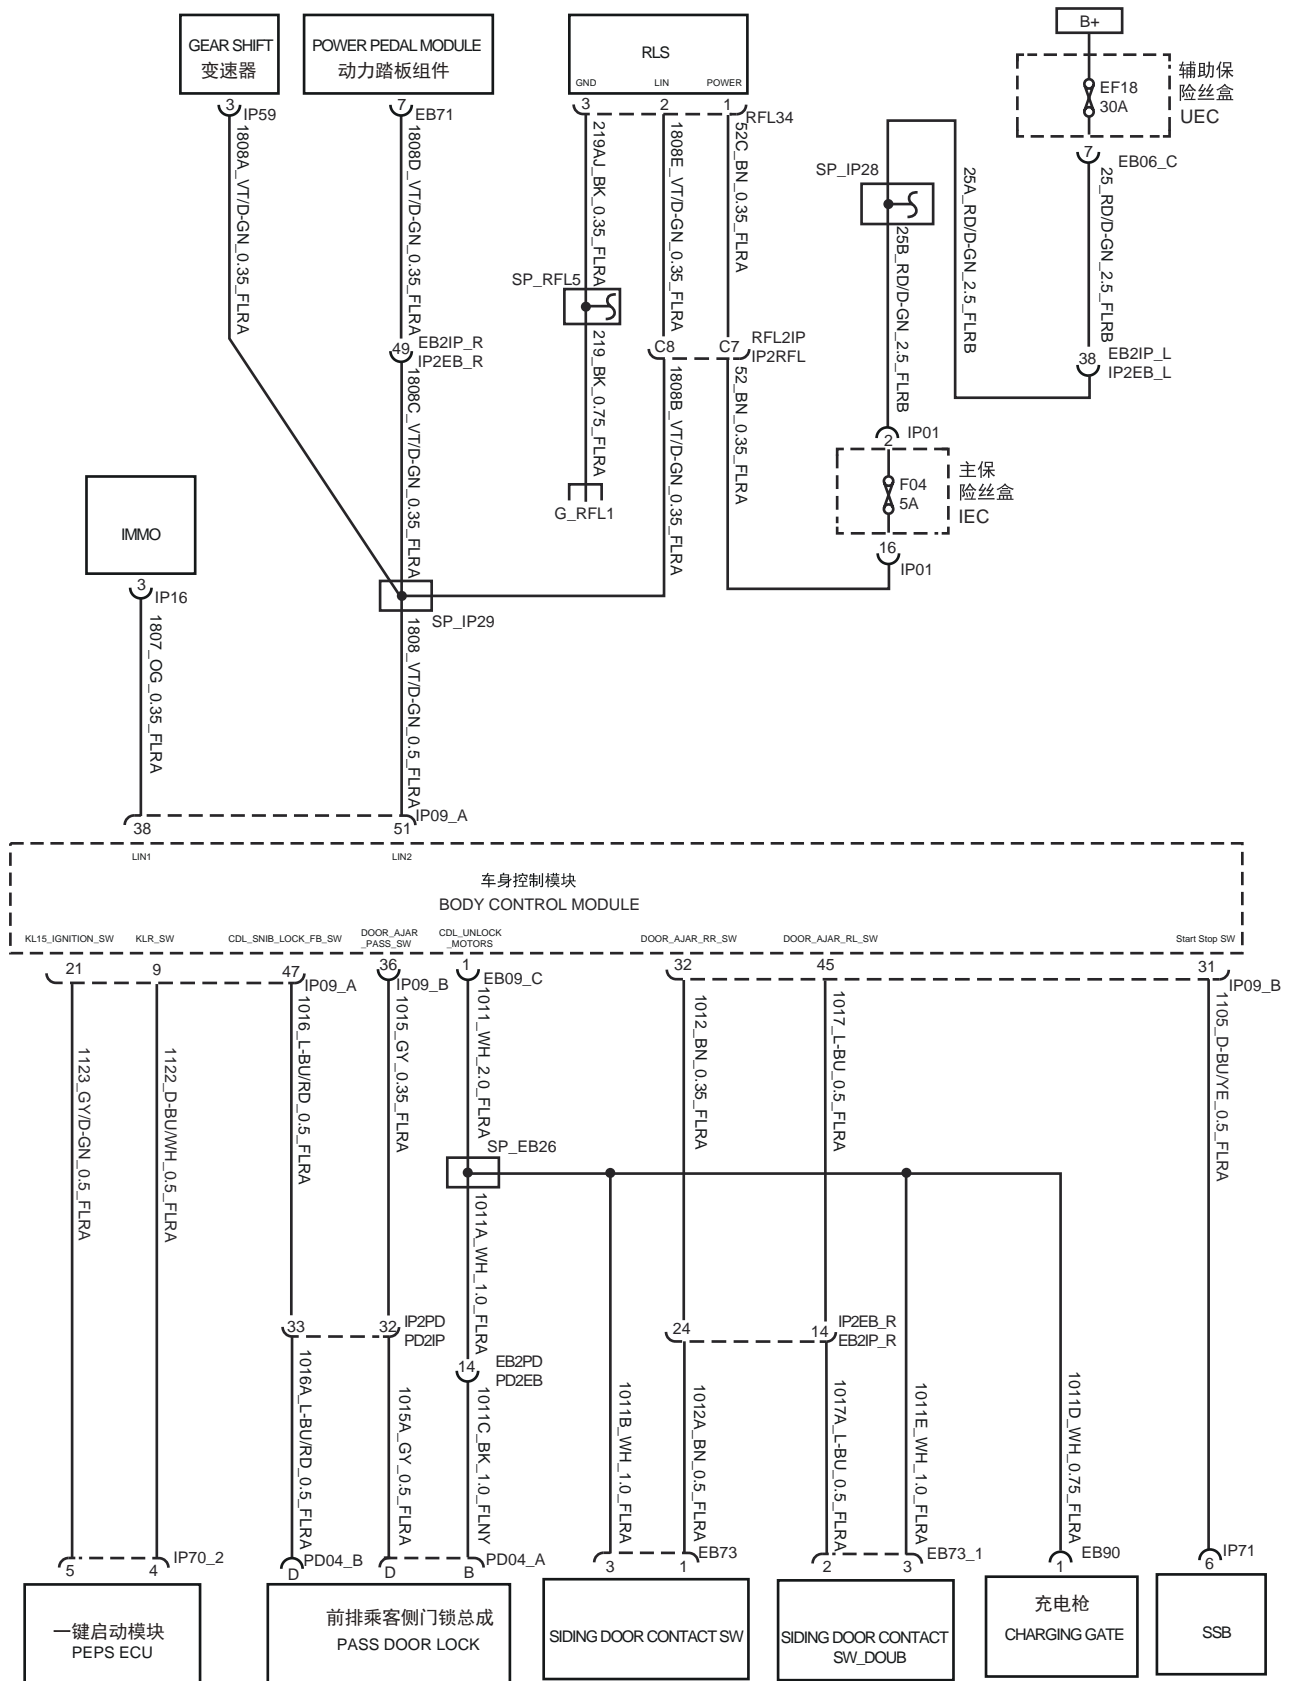 GEAR SHIFT
变速器
3
IP59
1808A_VT/D-GN_0.35_FLRA
POWER PEDAL MODULE
动力踏板组件
7
EB71
1808D_VT/D-GN_0.35_FLRA
49
EB2IP_R
IP2EB_R
1808C_VT/D-GN_0.35_FLRA
RLS
GND
LIN
POWER
3
2
1
RFL34
219AJ_BK_0.35_FLRA
1808E_VT/D-GN_0.35_FLRA
52C_BN_0.35_FLRA
SP_RFL5
219_BK_0.75_FLRA
G_RFL1
C8
C7
RFL2IP
IP2RFL
1808B_VT/D-GN_0.35_FLRA
52_BN_0.35_FLRA
B+
EF18
30A
辅助保
险丝盒
UEC
7
EB06_C
25_RD/D-GN_2.5_FLRB
38
EB2IP_L
IP2EB_L
25A_RD/D-GN_2.5_FLRB
SP_IP28
25B_RD/D-GN_2.5_FLRB
2
IP01
F04
5A
主保
险丝盒
IEC
16
IP01
IMMO
3
IP16
1807_OG_0.35_FLRA
SP_IP29
1808_VT/D-GN_0.5_FLRA
38
51
IP09_A
LIN1
LIN2
车身控制模块
BODY CONTROL MODULE
KL15_IGNITION_SW
KLR_SW
CDL_SNIB_LOCK_FB_SW
DOOR_AJAR
_PASS_SW
CDL_UNLOCK
_MOTORS
DOOR_AJAR_RR_SW
DOOR_AJAR_RL_SW
Start Stop SW
21
9
47
IP09_A
36
IP09_B
1
EB09_C
32
45
31
IP09_B
1123_GY/D-GN_0.5_FLRA
1122_D-BU/WH_0.5_FLRA
1016_L-BU/RD_0.5_FLRA
1015_GY_0.35_FLRA
1011_WH_2.0_FLRA
1012_BN_0.35_FLRA
1017_L-BU_0.5_FLRA
1105_D-BU/YE_0.5_FLRA
SP_EB26
1011A_WH_1.0_FLRA
33
32
IP2PD
PD2IP
14
EB2PD
PD2EB
24
14
IP2EB_R
EB2IP_R
1016A_L-BU/RD_0.5_FLRA
1015A_GY_0.5_FLRA
1011C_BK_1.0_FLNY
1011B_WH_1.0_FLRA
1012A_BN_0.5_FLRA
1017A_L-BU_0.5_FLRA
1011E_WH_1.0_FLRA
1011D_WH_0.75_FLRA
5
4
IP70_2
D
PD04_B
D
B
PD04_A
3
1
EB73
2
3
EB73_1
1
EB90
6
IP71
一键启动模块
PEPS ECU
前排乘客侧门锁总成
PASS DOOR LOCK
SIDING DOOR CONTACT SW
SIDING DOOR CONTACT
SW_DOUB
充电枪
CHARGING GATE
SSB